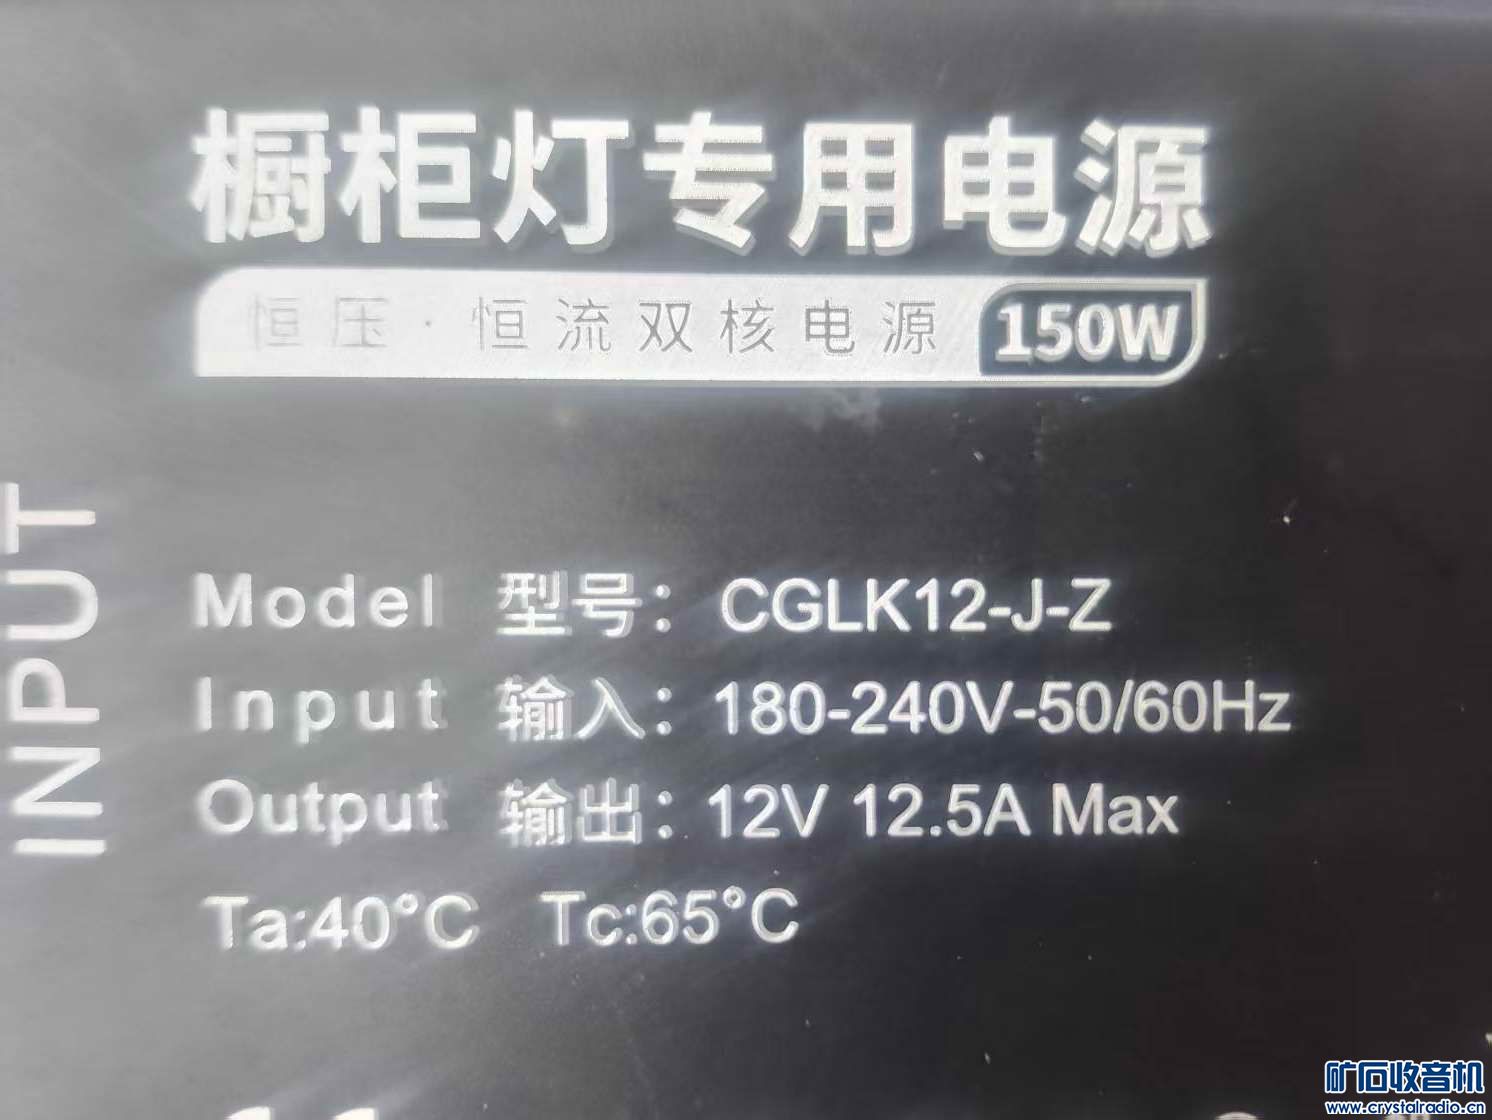 橱柜灯专用电源
恒压·恒流双核电源 150W
INPUT
Model 型号：CGLK12-J-Z
Input 输入：180-240V-50/60Hz
Output 输出：12V 12.5A Max
Ta:40°C Tc:65°C
矿石收音机
www.crystalradio.cn